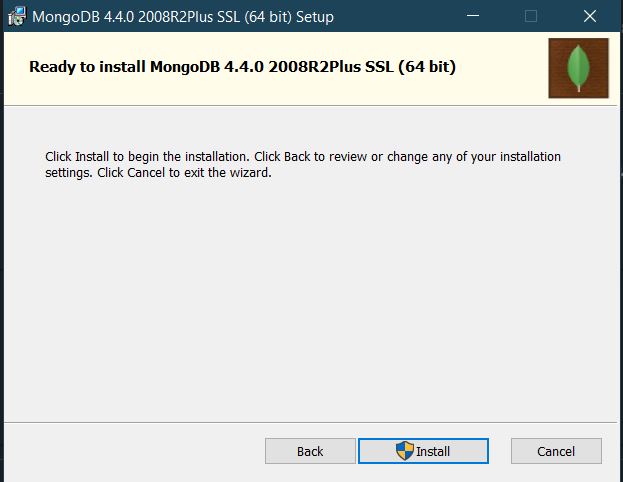 MongoDB 4.4.0 2008R2Plus SSL (64 bit) Setup
Ready to install MongoDB 4.4.0 2008R2Plus SSL (64 bit)
Click Install to begin the installation. Click Back to review or change any of your installation
settings. Click Cancel to exit the wizard.
Back Install Cancel